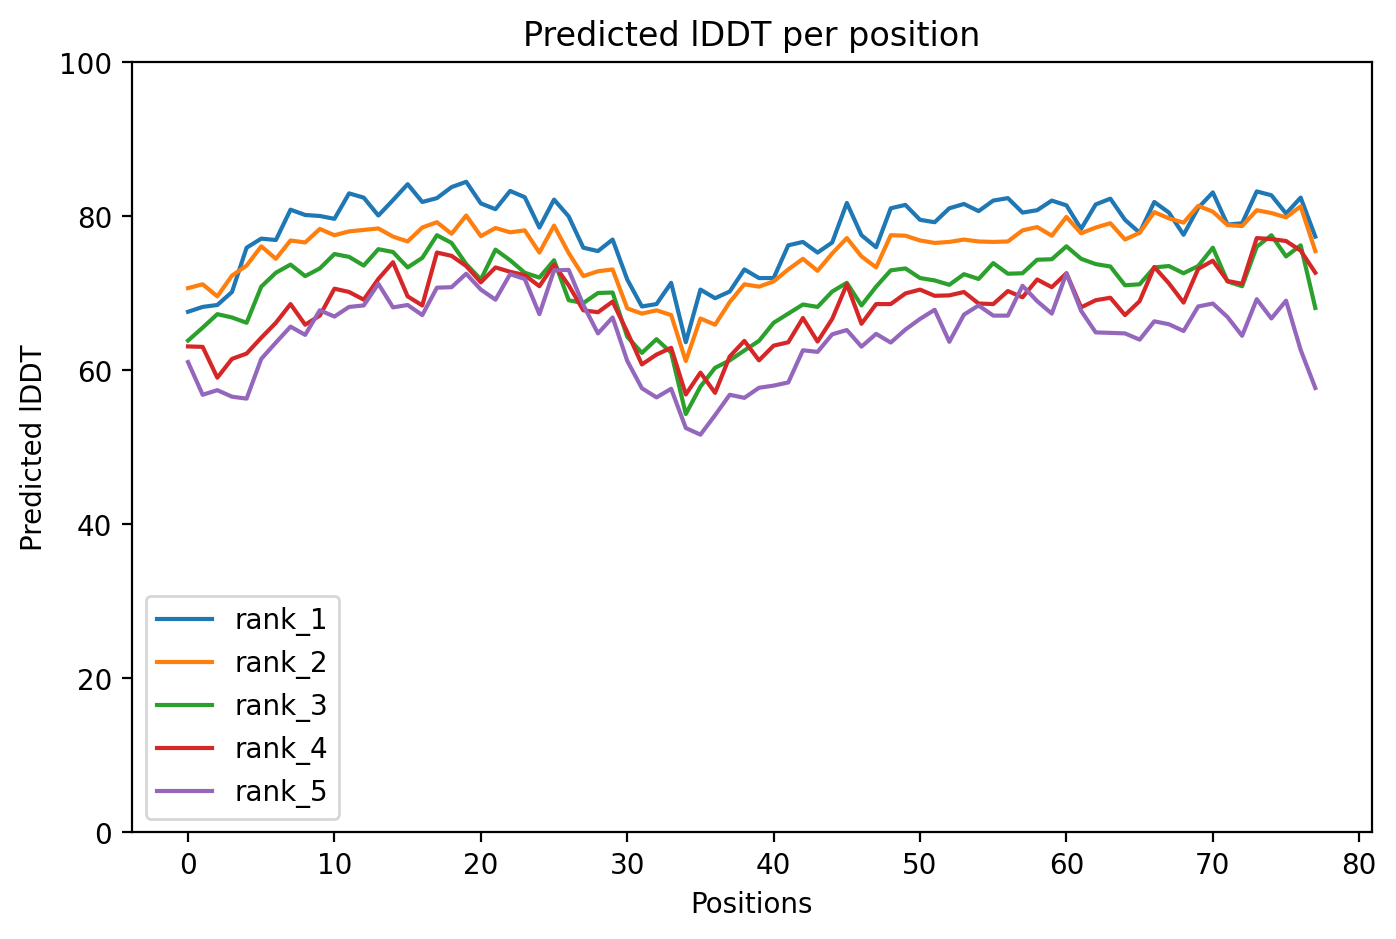 Predicted lDDT per position
100
80
60
40
20
0
Predicted lDDT
rank_1
rank_2
rank_3
rank_4
rank_5
0 10 20 30 40 50 60 70 80
Positions